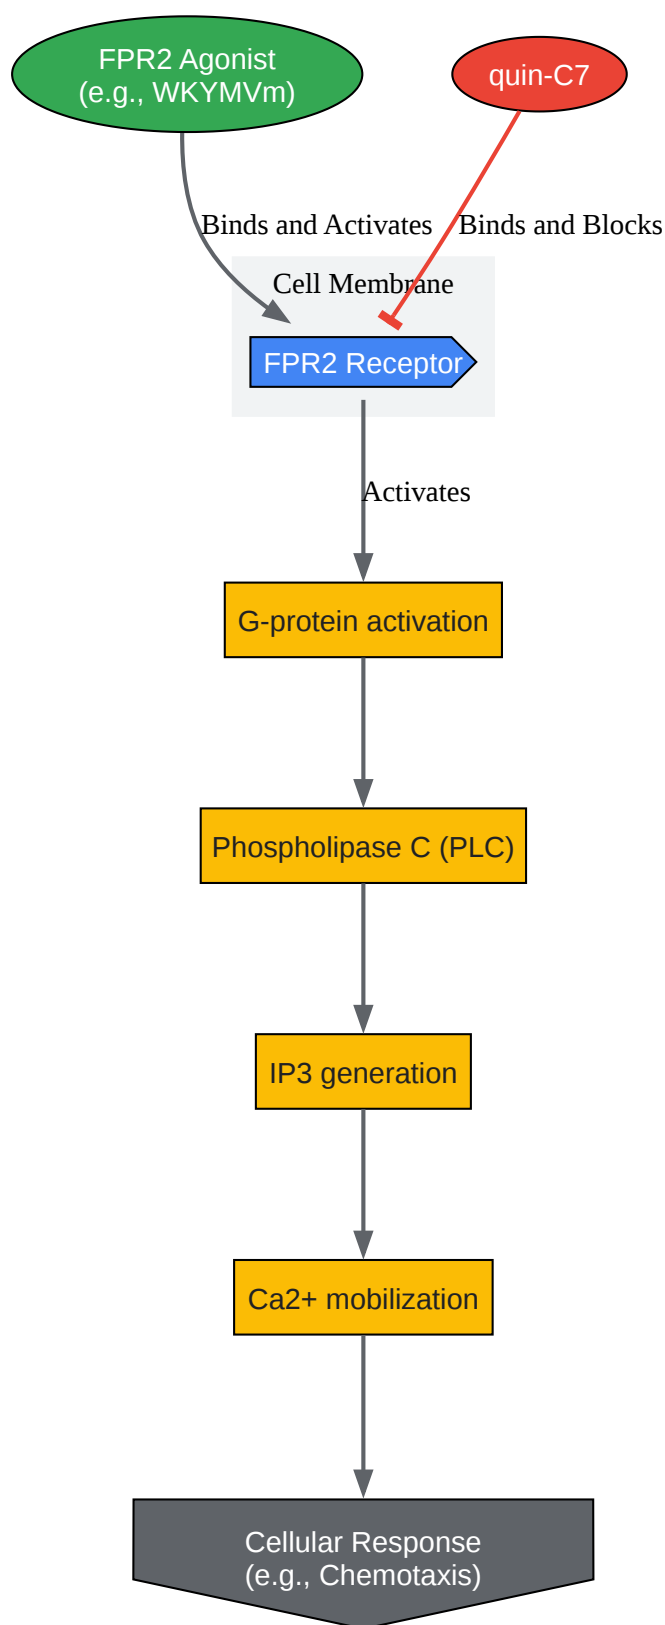 FPR2 Agonist
(e.g., WKYMVm)
quin-C7
Binds and Activates
Binds and Blocks
Cell Membrane
FPR2 Receptor
Activates
G-protein activation
Phospholipase C (PLC)
IP3 generation
Ca2+ mobilization
Cellular Response
(e.g., Chemotaxis)